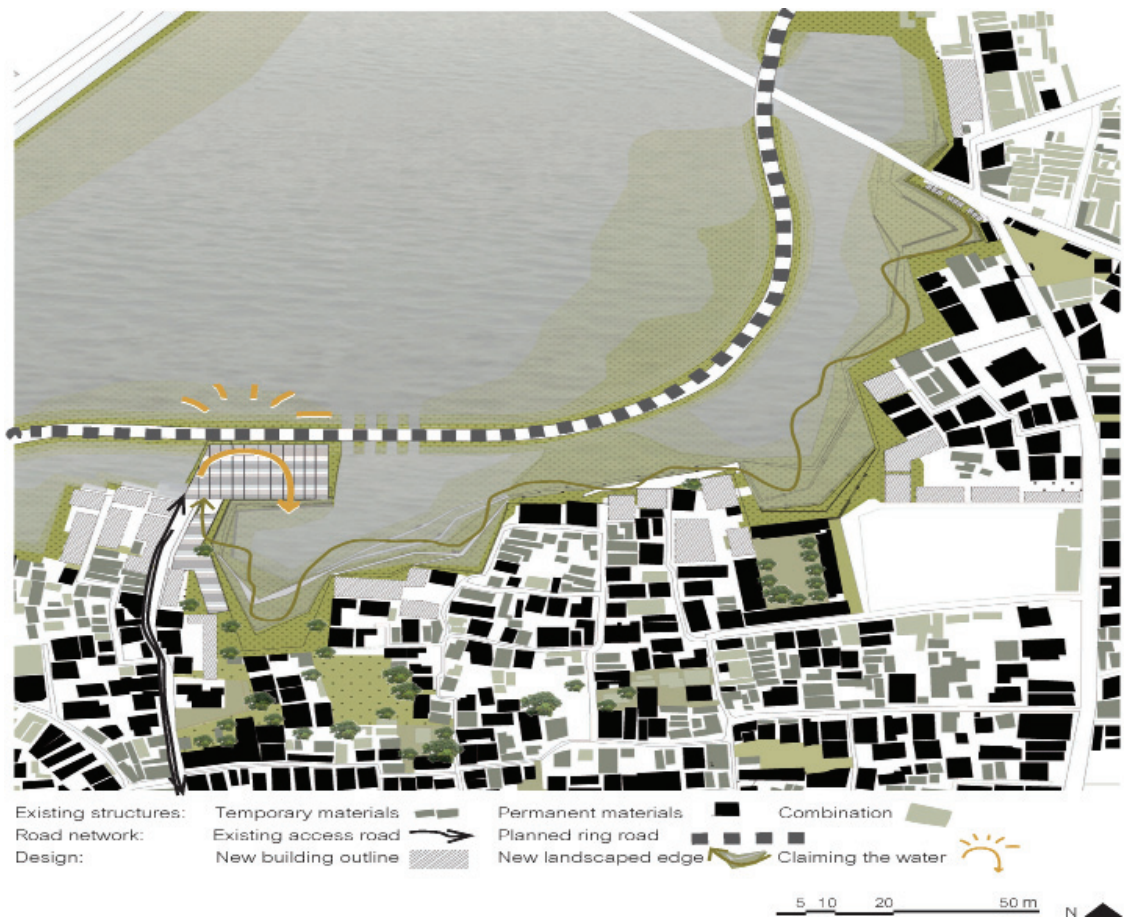 Existing structures: Temporary materials Permanent materials Combination
Road network: Existing access road Planned ring road
Design: New building outline New landscaped edge Claiming the water
5 10 20 50 m N